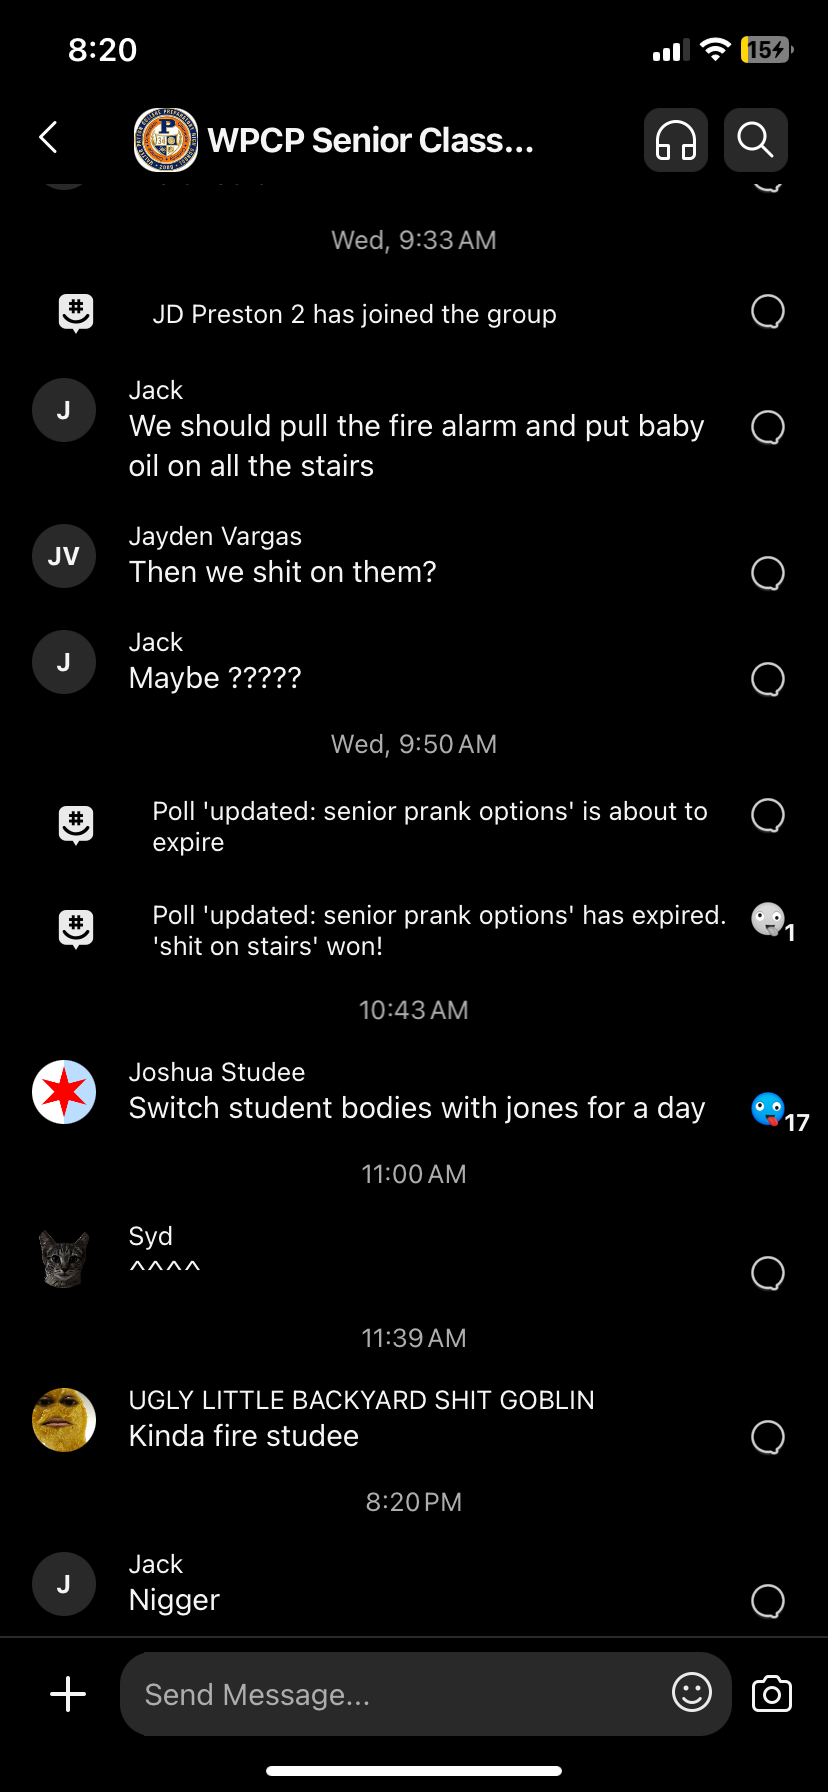 8:20
15
WPCP Senior Class...
Wed, 9:33 AM
JD Preston 2 has joined the group
Jack
J
We should pull the fire alarm and put baby
oil on all the stairs
Jayden Vargas
JV
Then we shit on them?
Jack
J
Maybe ?????
Wed, 9:50 AM
Poll 'updated: senior prank options' is about to
expire
Poll 'updated: senior prank options' has expired.
'shit on stairs' won!
1
10:43 AM
Joshua Studee
Switch student bodies with jones for a day
17
11:00 AM
Syd
^^^^
11:39 AM
UGLY LITTLE BACKYARD SHIT GOBLIN
Kinda fire studee
8:20 PM
Jack
J
Nigger
Send Message...